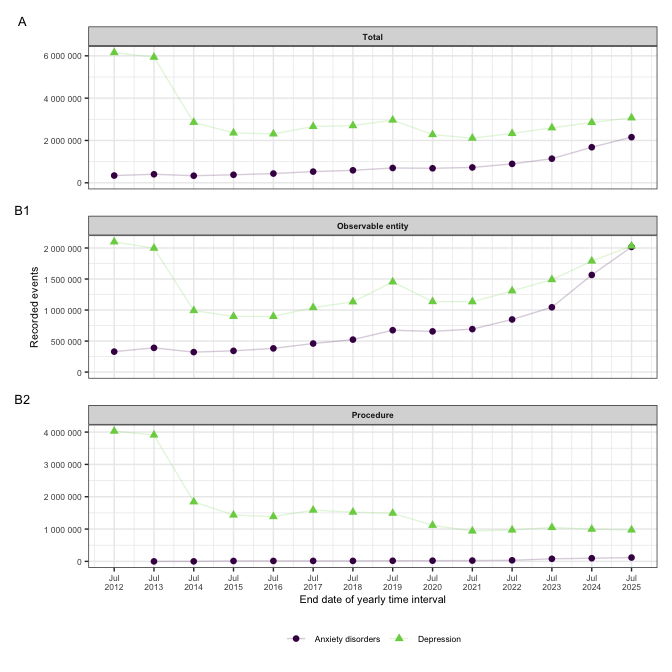 A
Total
6 000 000
4 000 000
2 000 000
0
B1
Observable entity
2 000 000
1 500 000
1 000 000
500 000
0
Recorded events
B2
Procedure
4 000 000
3 000 000
2 000 000
1 000 000
0
Jul Jul Jul Jul Jul Jul Jul Jul Jul Jul Jul Jul Jul Jul
2012 2013 2014 2015 2016 2017 2018 2019 2020 2021 2022 2023 2024 2025
End date of yearly time interval
Anxiety disorders Depression